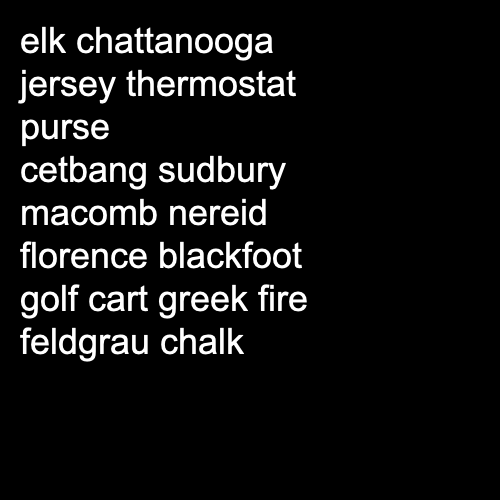 elk chattanooga
jersey thermostat
purse
cetbang sudbury
macomb nereid
florence blackfoot
golf cart greek fire
feldgrau chalk